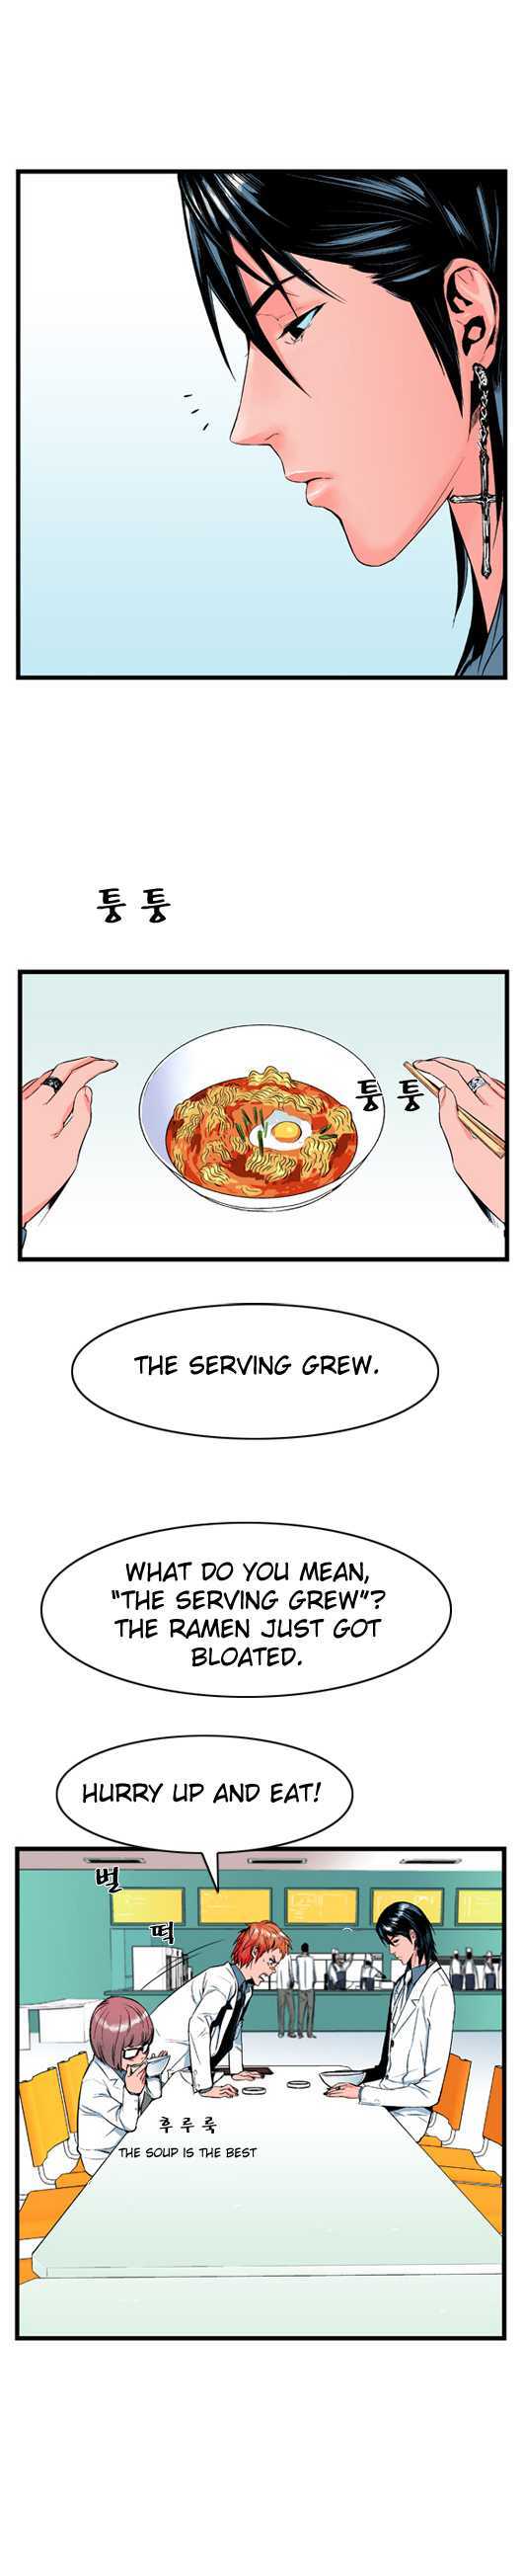 퉁 퉁
퉁 퉁
THE SERVING GREW.
WHAT DO YOU MEAN,
"THE SERVING GREW"?
THE RAMEN JUST GOT
BLOATED.
HURRY UP AND EAT!
벌
떡
후 루 룩
THE SOUP IS THE BEST